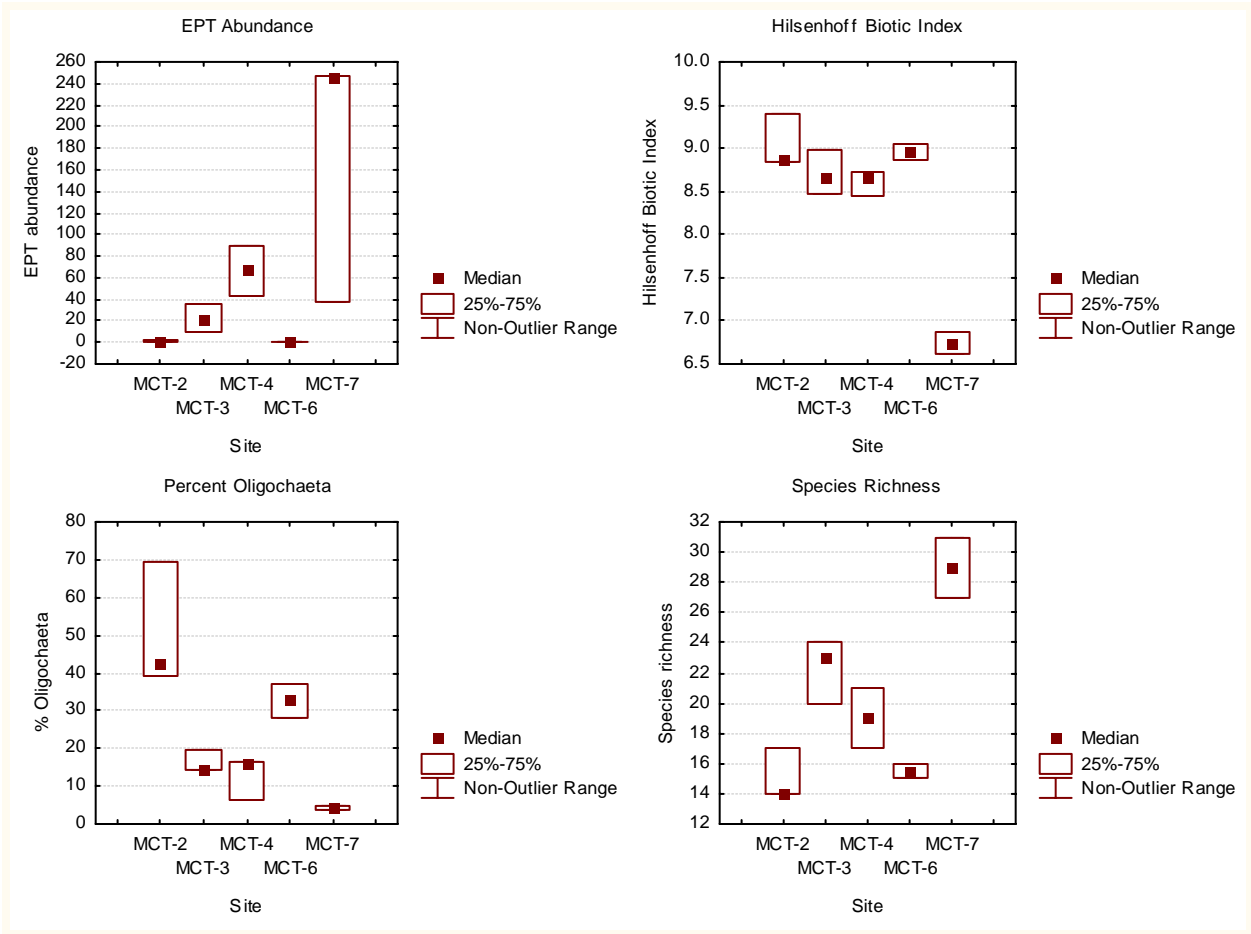 EPT Abundance
260
240
220
200
180
160
140
120
100
80
60
40
20
0
-20
EPT abundance
MCT-2 MCT-4 MCT-7
MCT-3 MCT-6
Site
Median
25%-75%
Non-Outlier Range
Hilsenhoff Biotic Index
10.0
9.5
9.0
8.5
8.0
7.5
7.0
6.5
Hilsenhoff Biotic Index
MCT-2 MCT-4 MCT-7
MCT-3 MCT-6
Site
Median
25%-75%
Non-Outlier Range
Percent Oligochaeta
80
70
60
50
40
30
20
10
0
% Oligochaeta
MCT-2 MCT-4 MCT-7
MCT-3 MCT-6
Site
Median
25%-75%
Non-Outlier Range
Species Richness
32
30
28
26
24
22
20
18
16
14
12
Species richness
MCT-2 MCT-4 MCT-7
MCT-3 MCT-6
Site
Median
25%-75%
Non-Outlier Range